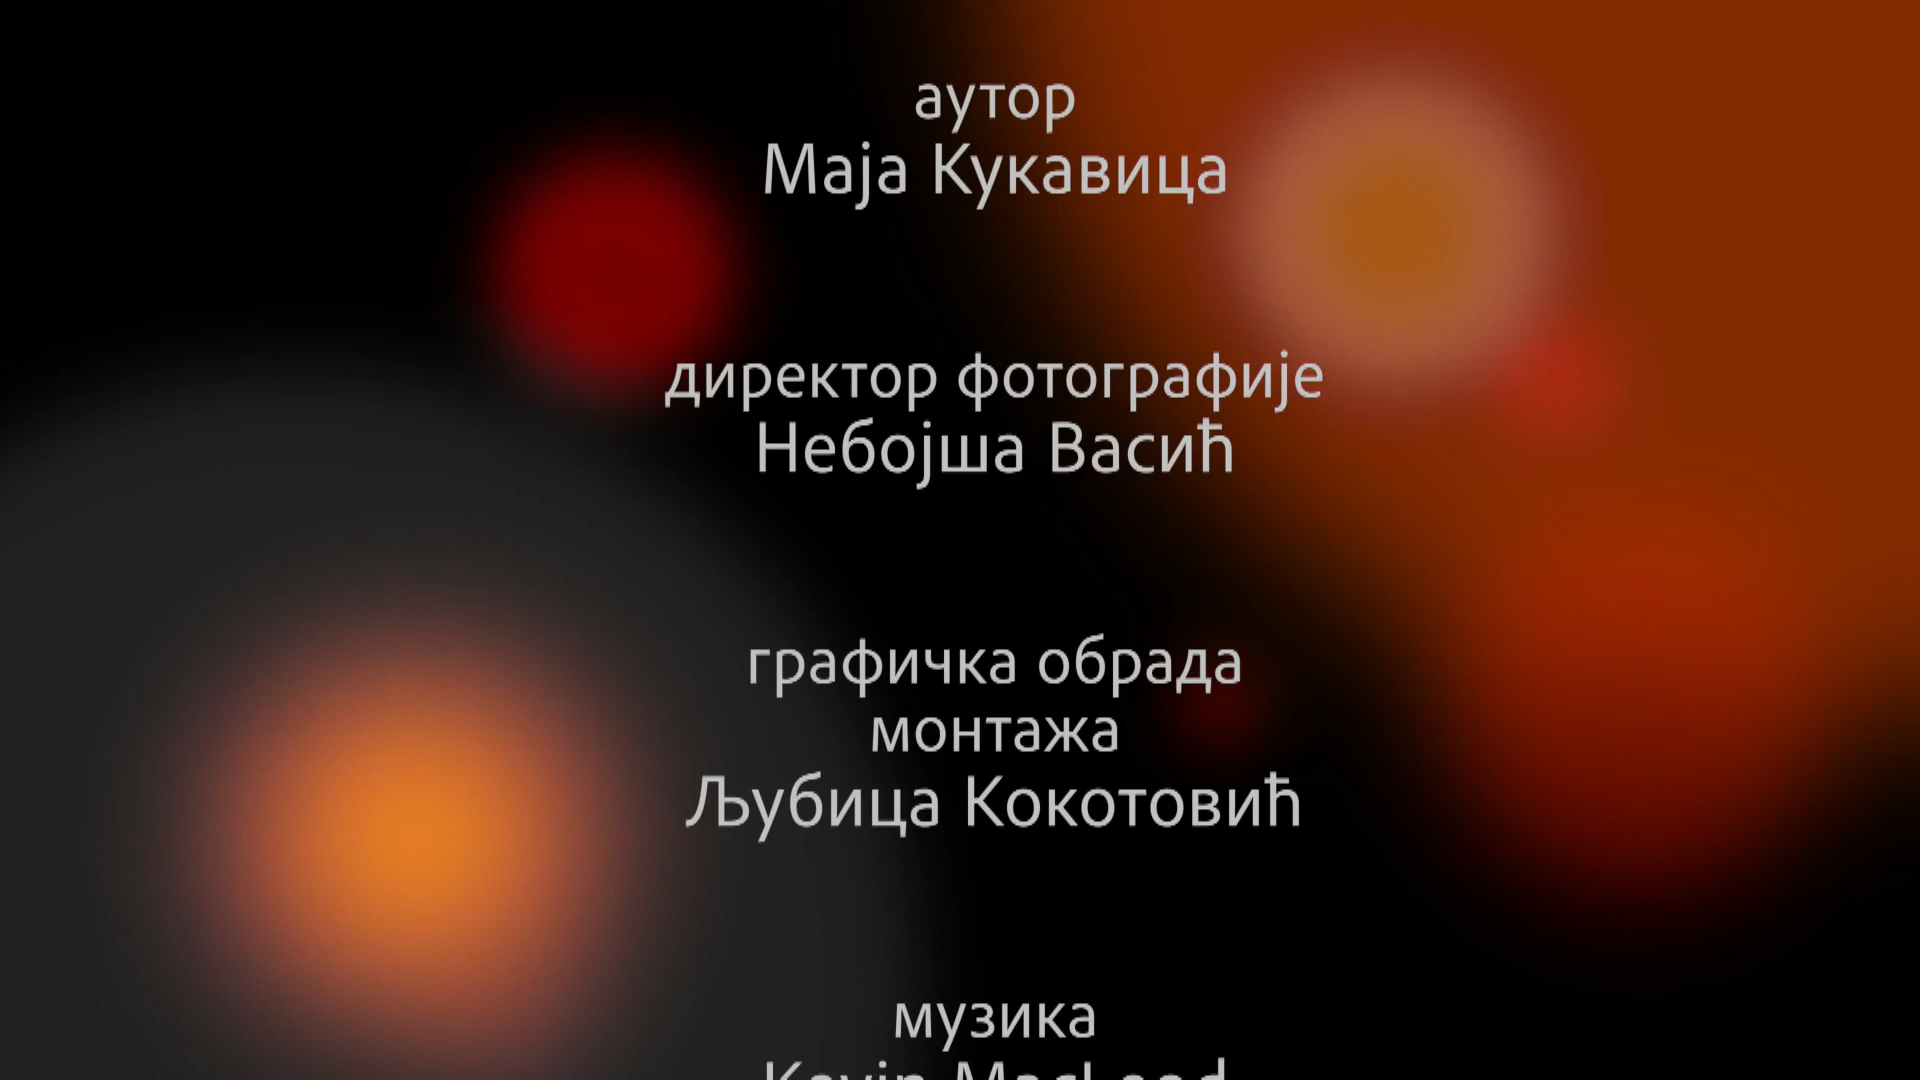 аутор
Маја Кукавица
директор фотографије
Небојша Васић
графичка обрада
монтажа
Љубица Кокотовић
музика